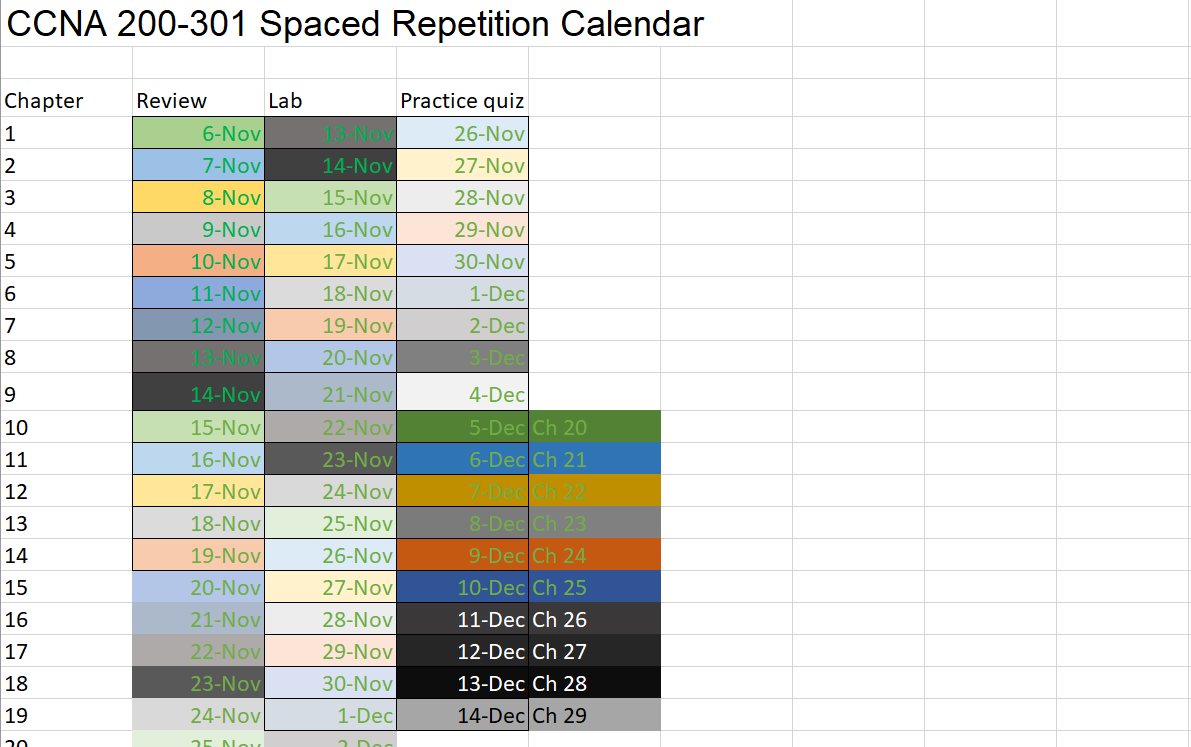 CCNA 200-301 Spaced Repetition Calendar
Chapter Review Lab Practice quiz
1 6-Nov 13-Nov 26-Nov
2 7-Nov 14-Nov 27-Nov
3 8-Nov 15-Nov 28-Nov
4 9-Nov 16-Nov 29-Nov
5 10-Nov 17-Nov 30-Nov
6 11-Nov 18-Nov 1-Dec
7 12-Nov 19-Nov 2-Dec
8 13-Nov 20-Nov 3-Dec
9 14-Nov 21-Nov 4-Dec
10 15-Nov 22-Nov 5-Dec Ch 20
11 16-Nov 23-Nov 6-Dec Ch 21
12 17-Nov 24-Nov 7-Dec Ch 22
13 18-Nov 25-Nov 8-Dec Ch 23
14 19-Nov 26-Nov 9-Dec Ch 24
15 20-Nov 27-Nov 10-Dec Ch 25
16 21-Nov 28-Nov 11-Dec Ch 26
17 22-Nov 29-Nov 12-Dec Ch 27
18 23-Nov 30-Nov 13-Dec Ch 28
19 24-Nov 1-Dec 14-Dec Ch 29
20 25-Nov 2-Dec